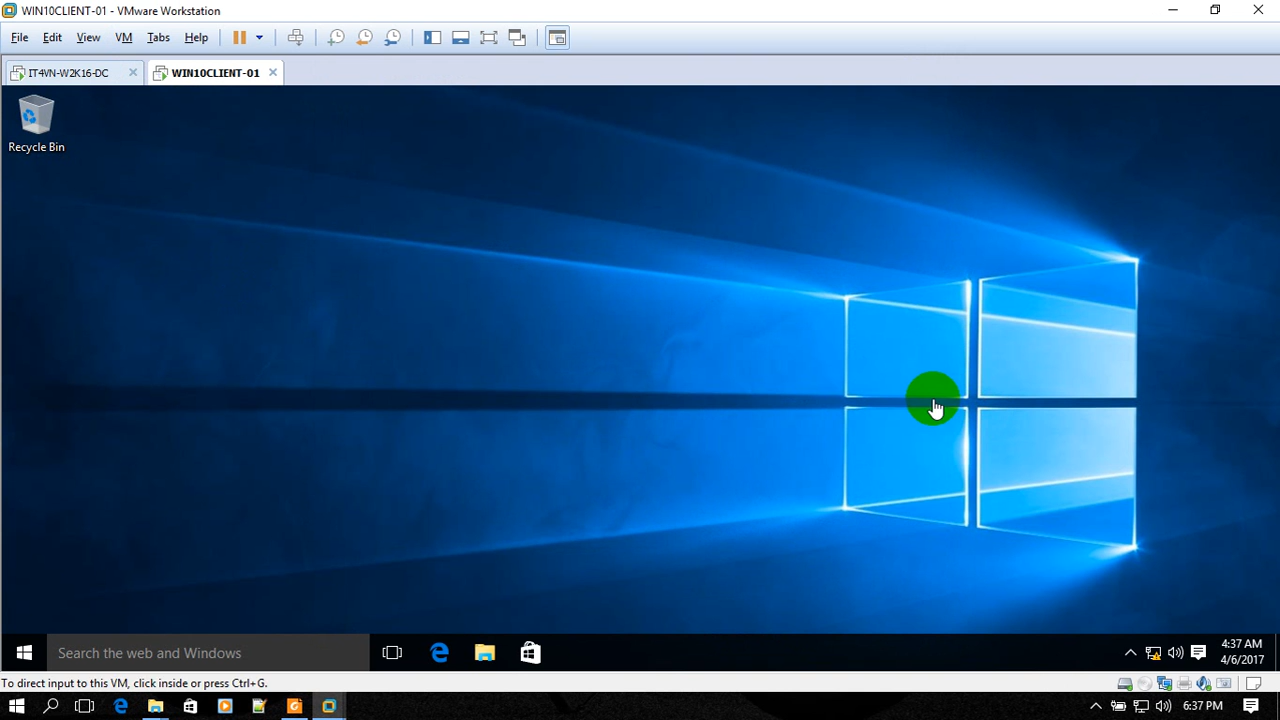 WIN10CLIENT-01 - VMware Workstation
File Edit View VM Tabs Help
IT4VN-W2K16-DC WIN10CLIENT-01
Recycle Bin
Search the web and Windows
4:37 AM
4/6/2017
To direct input to this VM, click inside or press Ctrl+G.
6:37 PM